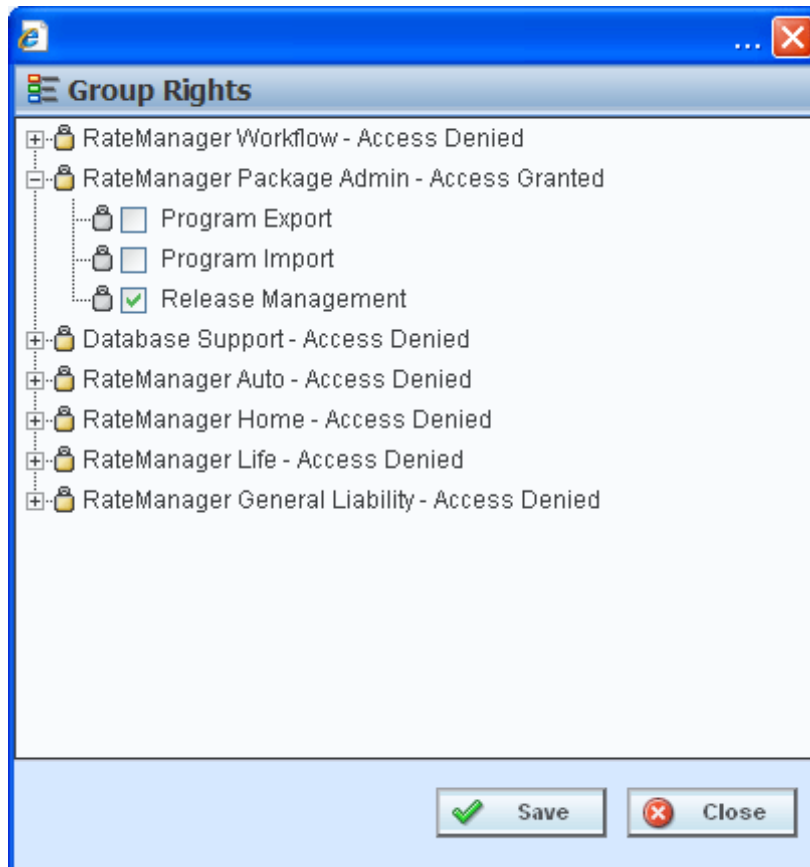 ...
Group Rights
RateManager Workflow - Access Denied
RateManager Package Admin - Access Granted
Program Export
Program Import
Release Management
Database Support - Access Denied
RateManager Auto - Access Denied
RateManager Home - Access Denied
RateManager Life - Access Denied
RateManager General Liability - Access Denied
Save Close